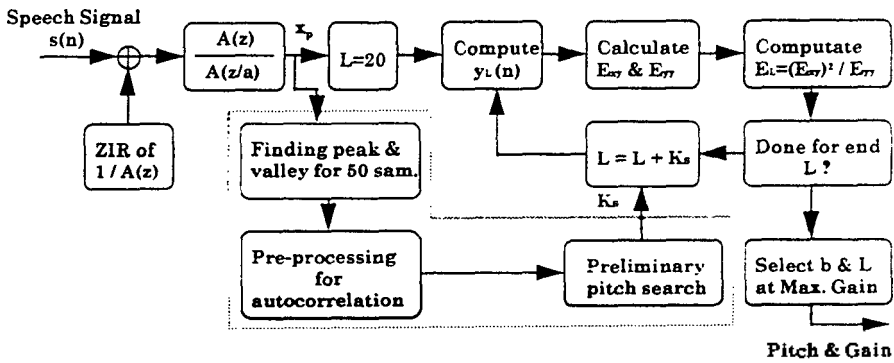 Speech Signal
s(n)
A(z)
A(z/a)
xₚ
L=20
Compute
y_L(n)
Calculate
Exy & Eyy
Computate
E_L=(Exy)² / Eyy
ZIR of
1 / A(z)
Finding peak &
valley for 50 sam.
L = L + Ks
Done for end
L ?
Ks
Pre-processing
for
autocorrelation
Preliminary
pitch search
Select b & L
at Max. Gain
Pitch & Gain